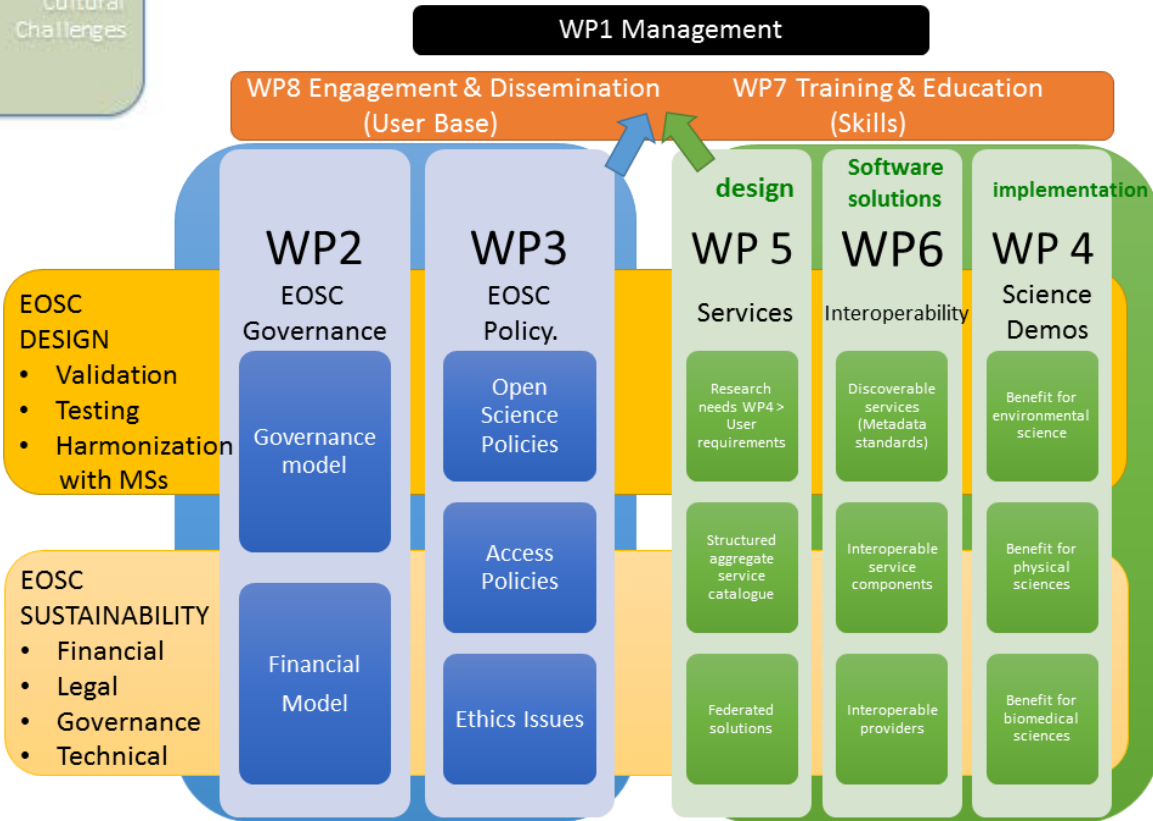 Cultural
Challenges
WP1 Management
WP8 Engagement & Dissemination
(User Base)
WP7 Training & Education
(Skills)
EOSC
DESIGN
• Validation
• Testing
• Harmonization
with MSs
EOSC
SUSTAINABILITY
• Financial
• Legal
• Governance
• Technical
WP2
EOSC
Governance
Governance
model
Financial
Model
WP3
EOSC
Policy.
Open
Science
Policies
Access
Policies
Ethics Issues
design
WP 5
Services
Research
needs WP4 >
User
requirements
Structured
aggregate
service
catalogue
Federated
solutions
Software
solutions
WP6
Interoperability
Discoverable
services
(Metadata
standards)
Interoperable
service
components
Interoperable
providers
implementation
WP 4
Science
Demos
Benefit for
environmental
science
Benefit for
physical
sciences
Benefit for
biomedical
sciences